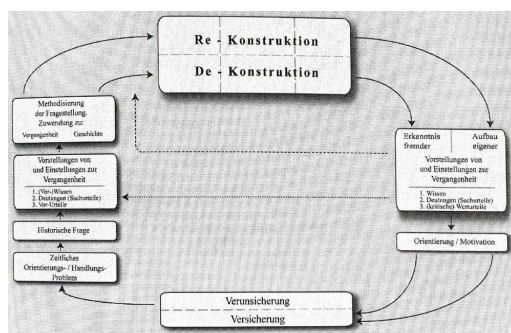 Re - Konstruktion
De - Konstruktion
Methodisierung
der Fragestellung.
Zuwendung zu:
Vergangenheit Geschichte
Erkenntnis Aufbau
fremder eigener
Vorstellungen von
und Einstellungen zur
Vergangenheit
1. Wissen
2. Deutungen (Sachurteile)
3. (kritische) Werturteile
Vorstellungen von
und Einstellungen zur
Vergangenheit
1. (Vor-)Wissen
2. Deutungen (Sachurteile)
3. Vor-Urteile
Historische Frage
Orientierung / Motivation
Zeitliches
Orientierungs- / Handlungs-
Problem
Verunsicherung
Versicherung